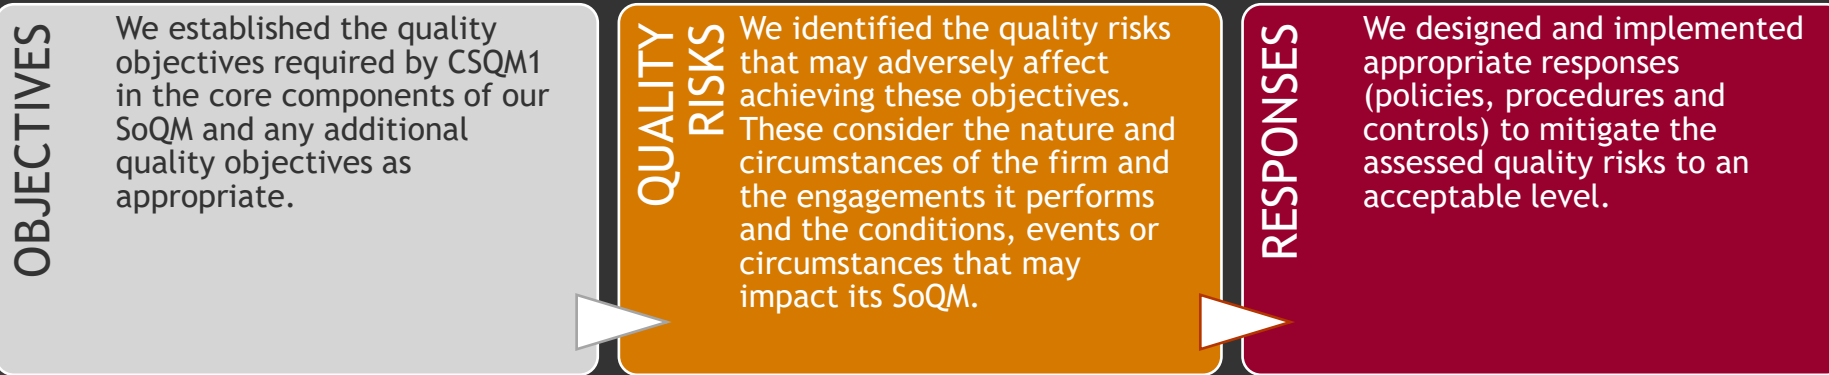 OBJECTIVES
We established the quality
objectives required by CSQM1
in the core components of our
SoQM and any additional
quality objectives as
appropriate.
QUALITY
RISKS
We identified the quality risks
that may adversely affect
achieving these objectives.
These consider the nature and
circumstances of the firm and
the engagements it performs
and the conditions, events or
circumstances that may
impact its SoQM.
RESPONSES
We designed and implemented
appropriate responses
(policies, procedures and
controls) to mitigate the
assessed quality risks to an
acceptable level.